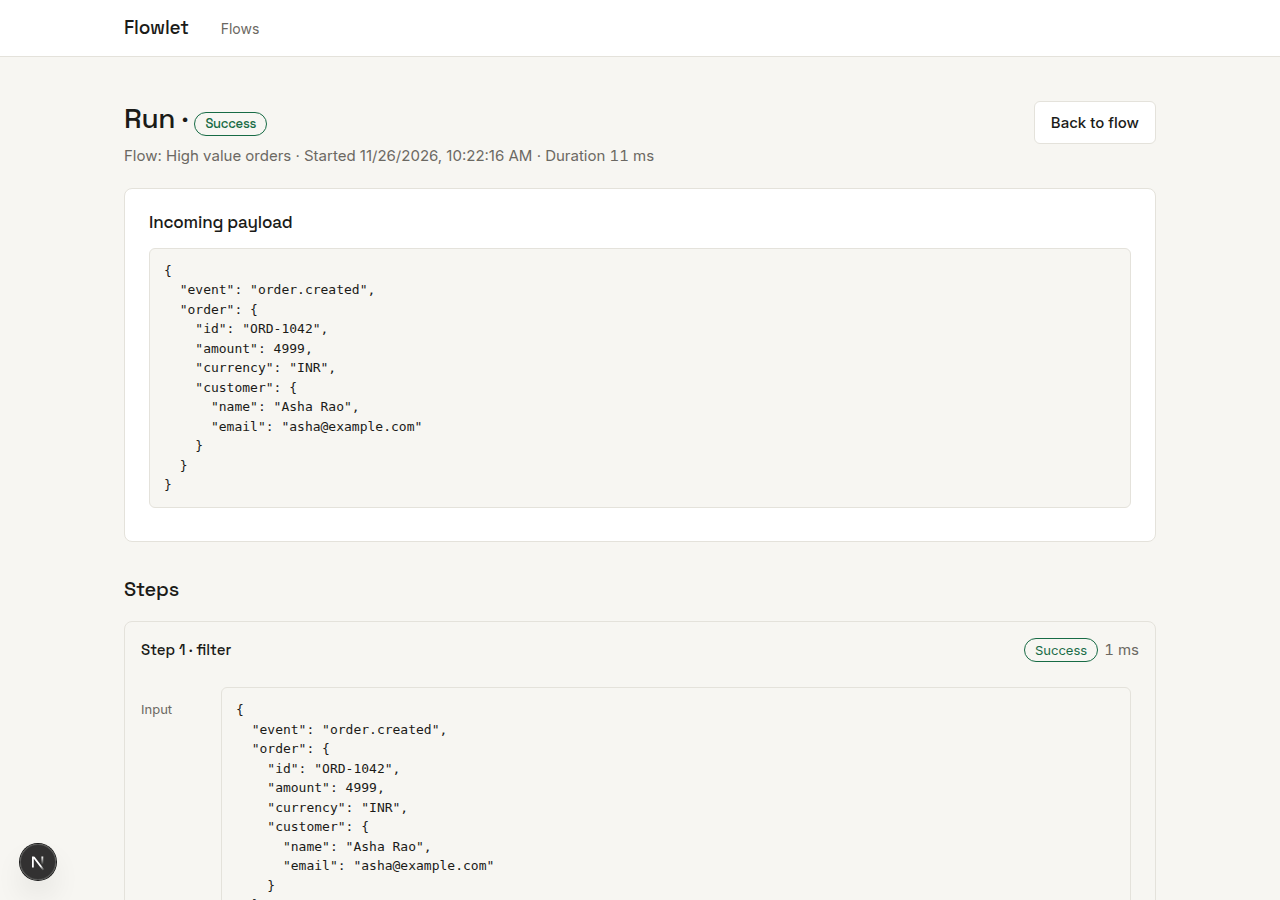 Flowlet Flows
Run · Success
Back to flow
Flow: High value orders · Started 11/26/2026, 10:22:16 AM · Duration 11 ms
Incoming payload
{
  "event": "order.created",
  "order": {
    "id": "ORD-1042",
    "amount": 4999,
    "currency": "INR",
    "customer": {
      "name": "Asha Rao",
      "email": "asha@example.com"
    }
  }
}
Steps
Step 1 · filter
Success 1 ms
Input
{
  "event": "order.created",
  "order": {
    "id": "ORD-1042",
    "amount": 4999,
    "currency": "INR",
    "customer": {
      "name": "Asha Rao",
      "email": "asha@example.com"
    }
N